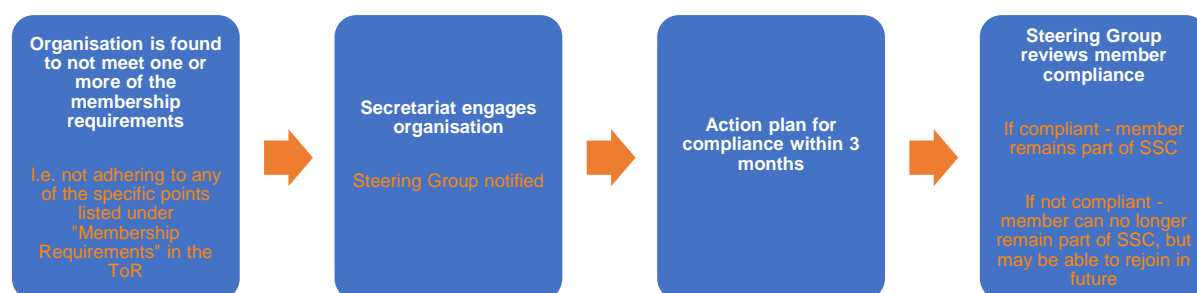 Organisation is found
to not meet one or
more of the
membership
requirements
I.e. not adhering to any
of the specific points
listed under
"Membership
Requirements" in the
ToR
Secretariat engages
organisation
Steering Group notified
Action plan for
compliance within 3
months
Steering Group
reviews member
compliance
If compliant - member
remains part of SSC
If not compliant -
member can no longer
remain part of SSC, but
may be able to rejoin in
future